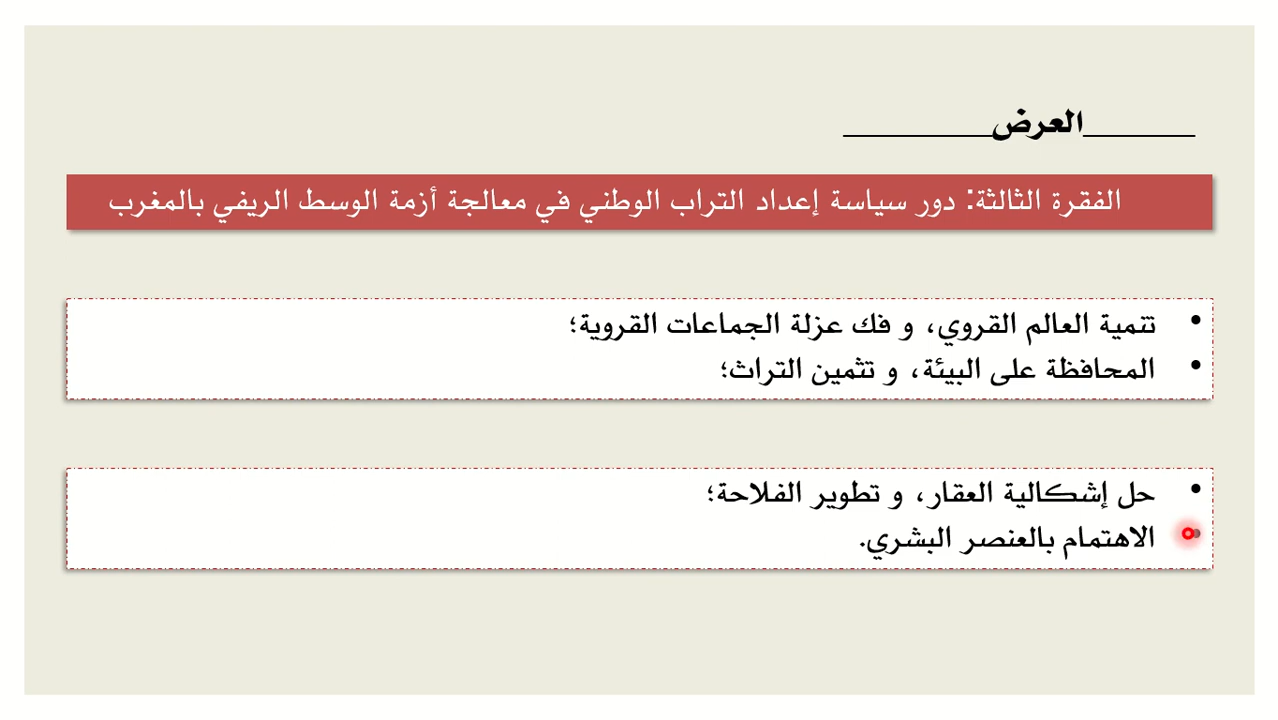 العرض
الفقرة الثالثة: دور سياسة إعداد التراب الوطني في معالجة أزمة الوسط الريفي بالمغرب
• تنمية العالم القروي، و فك عزلة الجماعات القروية؛
• المحافظة على البيئة، و تثمين التراث؛
• حل إشكالية العقار، و تطوير الفلاحة؛
• الاهتمام بالعنصر البشري.